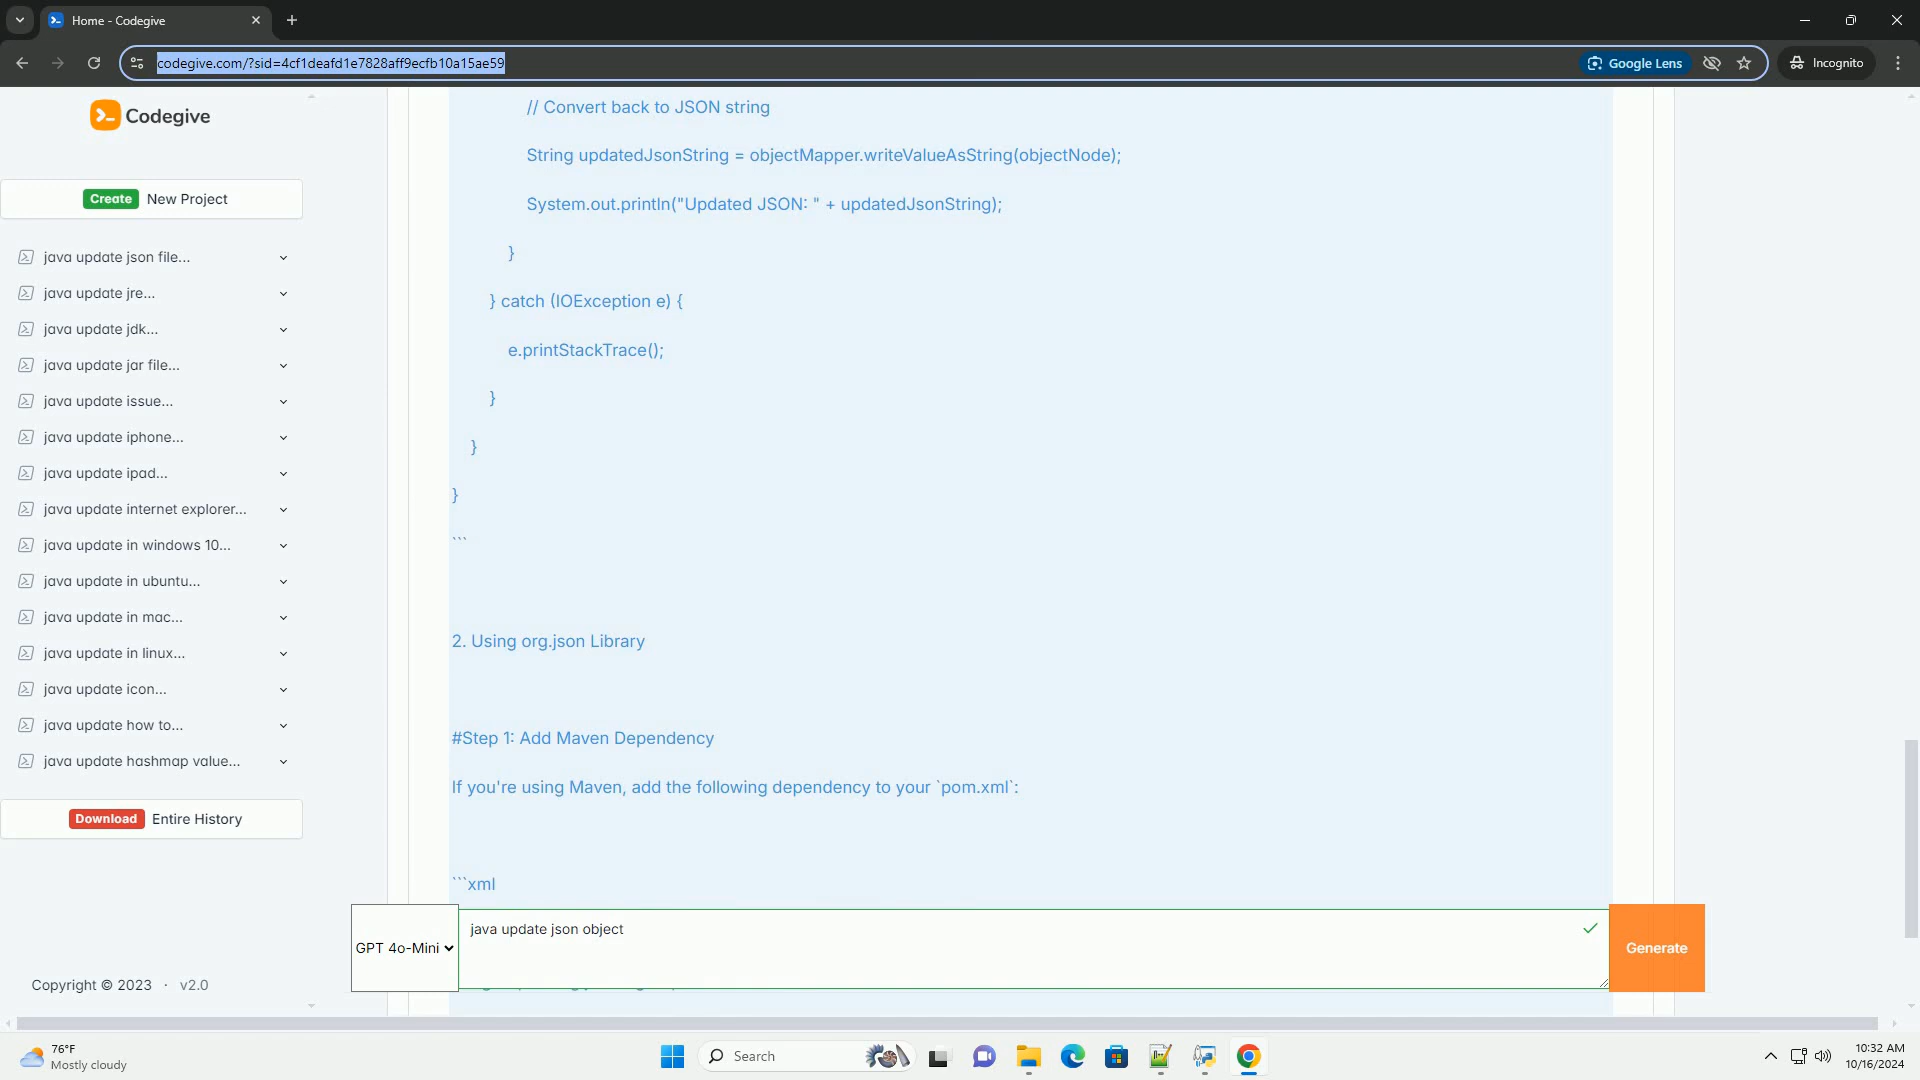 Home - Codegive
codegive.com/?sid=4cf1deafd1e7828aff9ecfb10a15ae59
Google Lens
Incognito
Codegive
Create New Project
java update json file...
java update jre...
java update jdk...
java update jar file...
java update issue...
java update iphone...
java update ipad...
java update internet explorer...
java update in windows 10...
java update in ubuntu...
java update in mac...
java update in linux...
java update icon...
java update how to...
java update hashmap value...
Download Entire History
Copyright © 2023 · v2.0
// Convert back to JSON string
String updatedJsonString = objectMapper.writeValueAsString(objectNode);
System.out.println("Updated JSON: " + updatedJsonString);
}
} catch (IOException e) {
e.printStackTrace();
}
}
}
```
2. Using org.json Library
#Step 1: Add Maven Dependency
If you're using Maven, add the following dependency to your `pom.xml`:
```xml
GPT 4o-Mini
java update json object
Generate
76°F
Mostly cloudy
Search
10:32 AM
10/16/2024